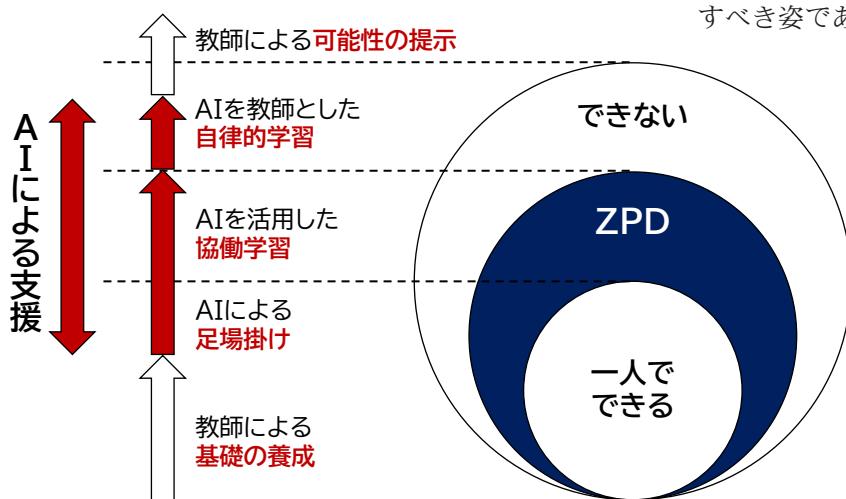 すべき姿であ
教師による可能性の提示
AIを教師とした
自律的学習
AIを活用した
協働学習
AIによる
足場掛け
教師による
基礎の養成
AIによる支援
できない
ZPD
一人で
できる